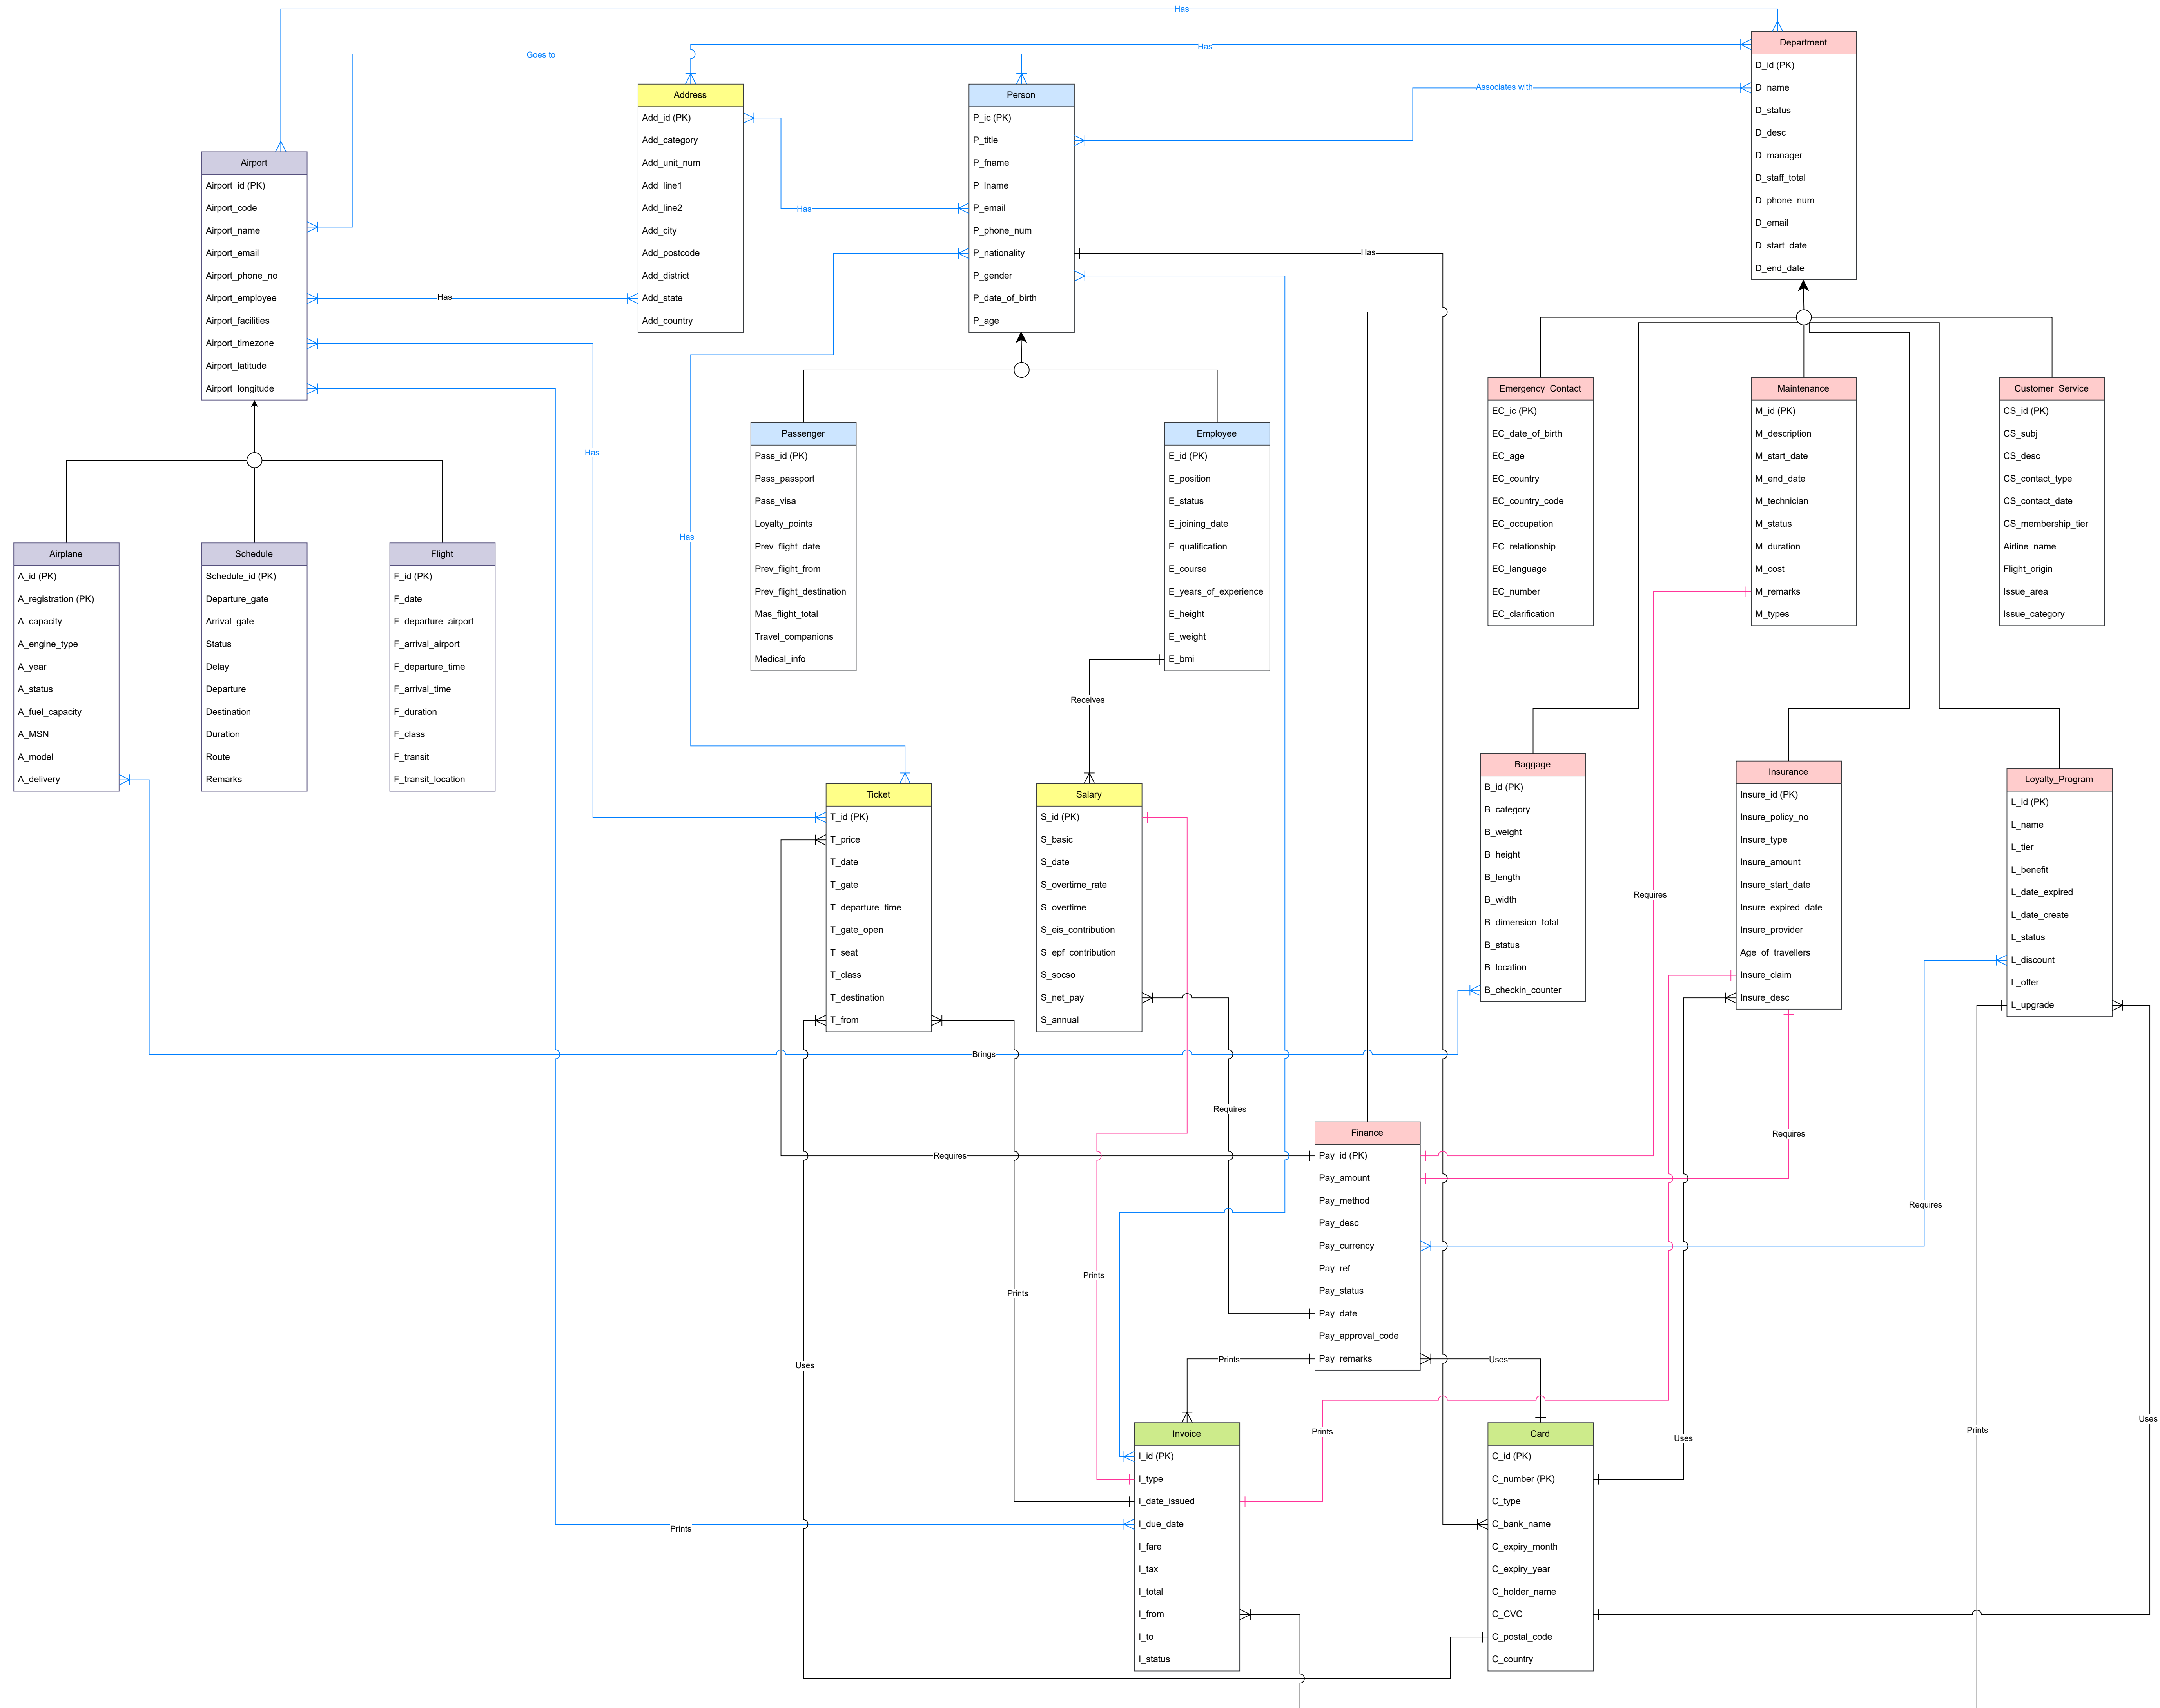 Has
Has
Goes to
Department
D_id (PK)
D_name
D_status
D_desc
D_manager
D_staff_total
D_phone_num
D_email
D_start_date
D_end_date
Associates with
Address
Add_id (PK)
Add_category
Add_unit_num
Add_line1
Add_line2
Add_city
Add_postcode
Add_district
Add_state
Add_country
Person
P_ic (PK)
P_title
P_fname
P_lname
P_email
P_phone_num
P_nationality
P_gender
P_date_of_birth
P_age
Has
Has
Airport
Airport_id (PK)
Airport_code
Airport_name
Airport_email
Airport_phone_no
Airport_employee
Airport_facilities
Airport_timezone
Airport_latitude
Airport_longitude
Has
Has
Has
Passenger
Pass_id (PK)
Pass_passport
Pass_visa
Loyalty_points
Prev_flight_date
Prev_flight_from
Prev_flight_destination
Mas_flight_total
Travel_companions
Medical_info
Employee
E_id (PK)
E_position
E_status
E_joining_date
E_qualification
E_course
E_years_of_experience
E_height
E_weight
E_bmi
Emergency_Contact
EC_ic (PK)
EC_date_of_birth
EC_age
EC_country
EC_country_code
EC_occupation
EC_relationship
EC_language
EC_number
EC_clarification
Maintenance
M_id (PK)
M_description
M_start_date
M_end_date
M_technician
M_status
M_duration
M_cost
M_remarks
M_types
Customer_Service
CS_id (PK)
CS_subj
CS_desc
CS_contact_type
CS_contact_date
CS_membership_tier
Airline_name
Flight_origin
Issue_area
Issue_category
Airplane
A_id (PK)
A_registration (PK)
A_capacity
A_engine_type
A_year
A_status
A_fuel_capacity
A_MSN
A_model
A_delivery
Schedule
Schedule_id (PK)
Departure_gate
Arrival_gate
Status
Delay
Departure
Destination
Duration
Route
Remarks
Flight
F_id (PK)
F_date
F_departure_airport
F_arrival_airport
F_departure_time
F_arrival_time
F_duration
F_class
F_transit
F_transit_location
Receives
Ticket
T_id (PK)
T_price
T_date
T_gate
T_departure_time
T_gate_open
T_seat
T_class
T_destination
T_from
Salary
S_id (PK)
S_basic
S_date
S_overtime_rate
S_overtime
S_eis_contribution
S_epf_contribution
S_socso
S_net_pay
S_annual
Baggage
B_id (PK)
B_category
B_weight
B_height
B_length
B_width
B_dimension_total
B_status
B_location
B_checkin_counter
Requires
Insurance
Insure_id (PK)
Insure_policy_no
Insure_type
Insure_amount
Insure_start_date
Insure_expired_date
Insure_provider
Age_of_travellers
Insure_claim
Insure_desc
Loyalty_Program
L_id (PK)
L_name
L_tier
L_benefit
L_date_expired
L_date_create
L_status
L_discount
L_offer
L_upgrade
Brings
Requires
Requires
Requires
Requires
Finance
Pay_id (PK)
Pay_amount
Pay_method
Pay_desc
Pay_currency
Pay_ref
Pay_status
Pay_date
Pay_approval_code
Pay_remarks
Prints
Prints
Uses
Prints
Uses
Prints
Uses
Prints
Uses
Prints
Invoice
I_id (PK)
I_type
I_date_issued
I_due_date
I_fare
I_tax
I_total
I_from
I_to
I_status
Card
C_id (PK)
C_number (PK)
C_type
C_bank_name
C_expiry_month
C_expiry_year
C_holder_name
C_CVC
C_postal_code
C_country